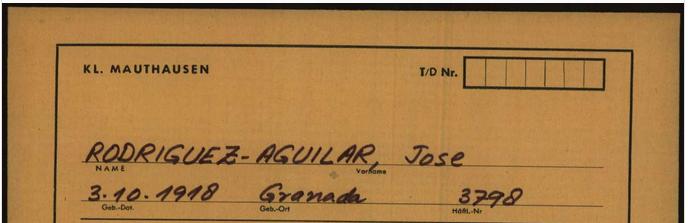 KL. MAUTHAUSEN T/D Nr.
RODRIGUEZ-AGUILAR, Jose
NAME Vorname
3.10.1918 Granada 3798
Geb.-Dat. Geb.-Ort Häftl.-Nr